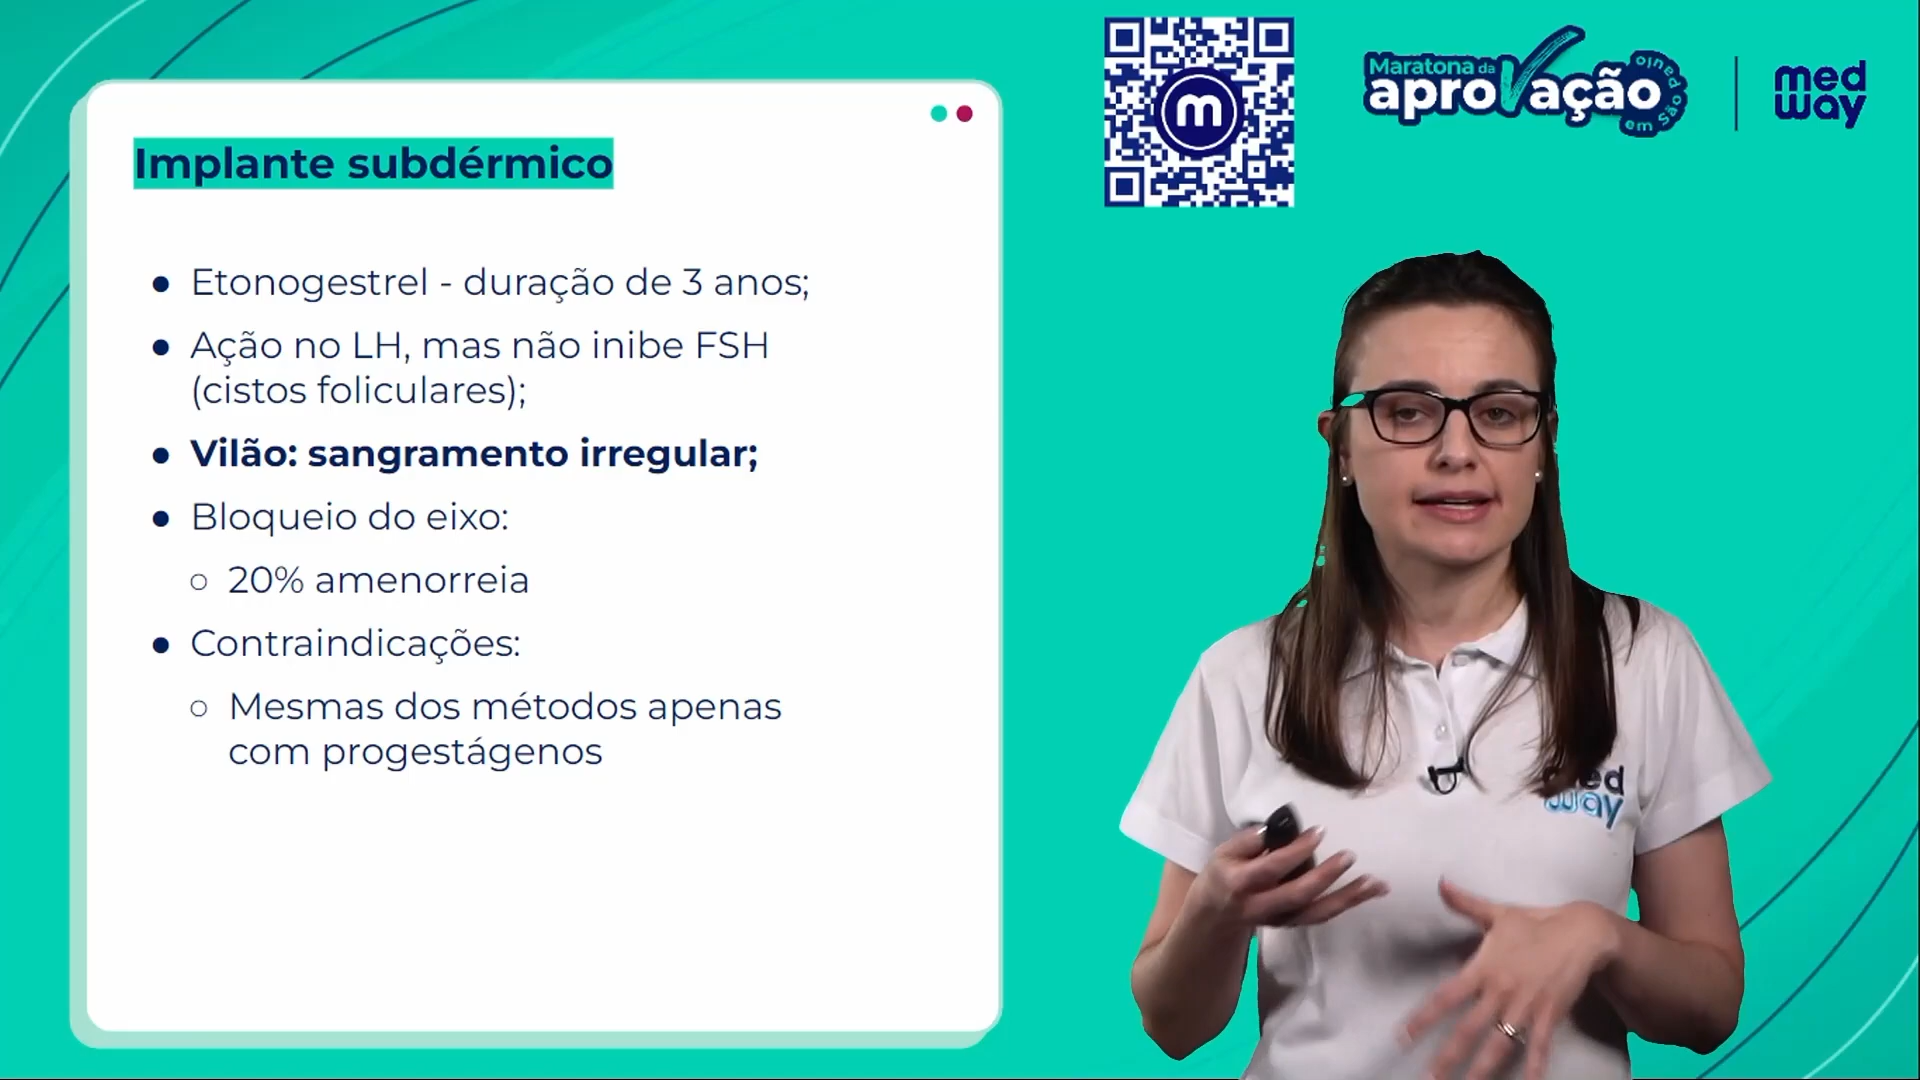 Maratona da
aproVação
em São Paulo
med
way
m
Implante subdérmico
● Etonogestrel - duração de 3 anos;
● Ação no LH, mas não inibe FSH
(cistos foliculares);
● Vilão: sangramento irregular;
● Bloqueio do eixo:
○ 20% amenorreia
● Contraindicações:
○ Mesmas dos métodos apenas
com progestágenos
med
way